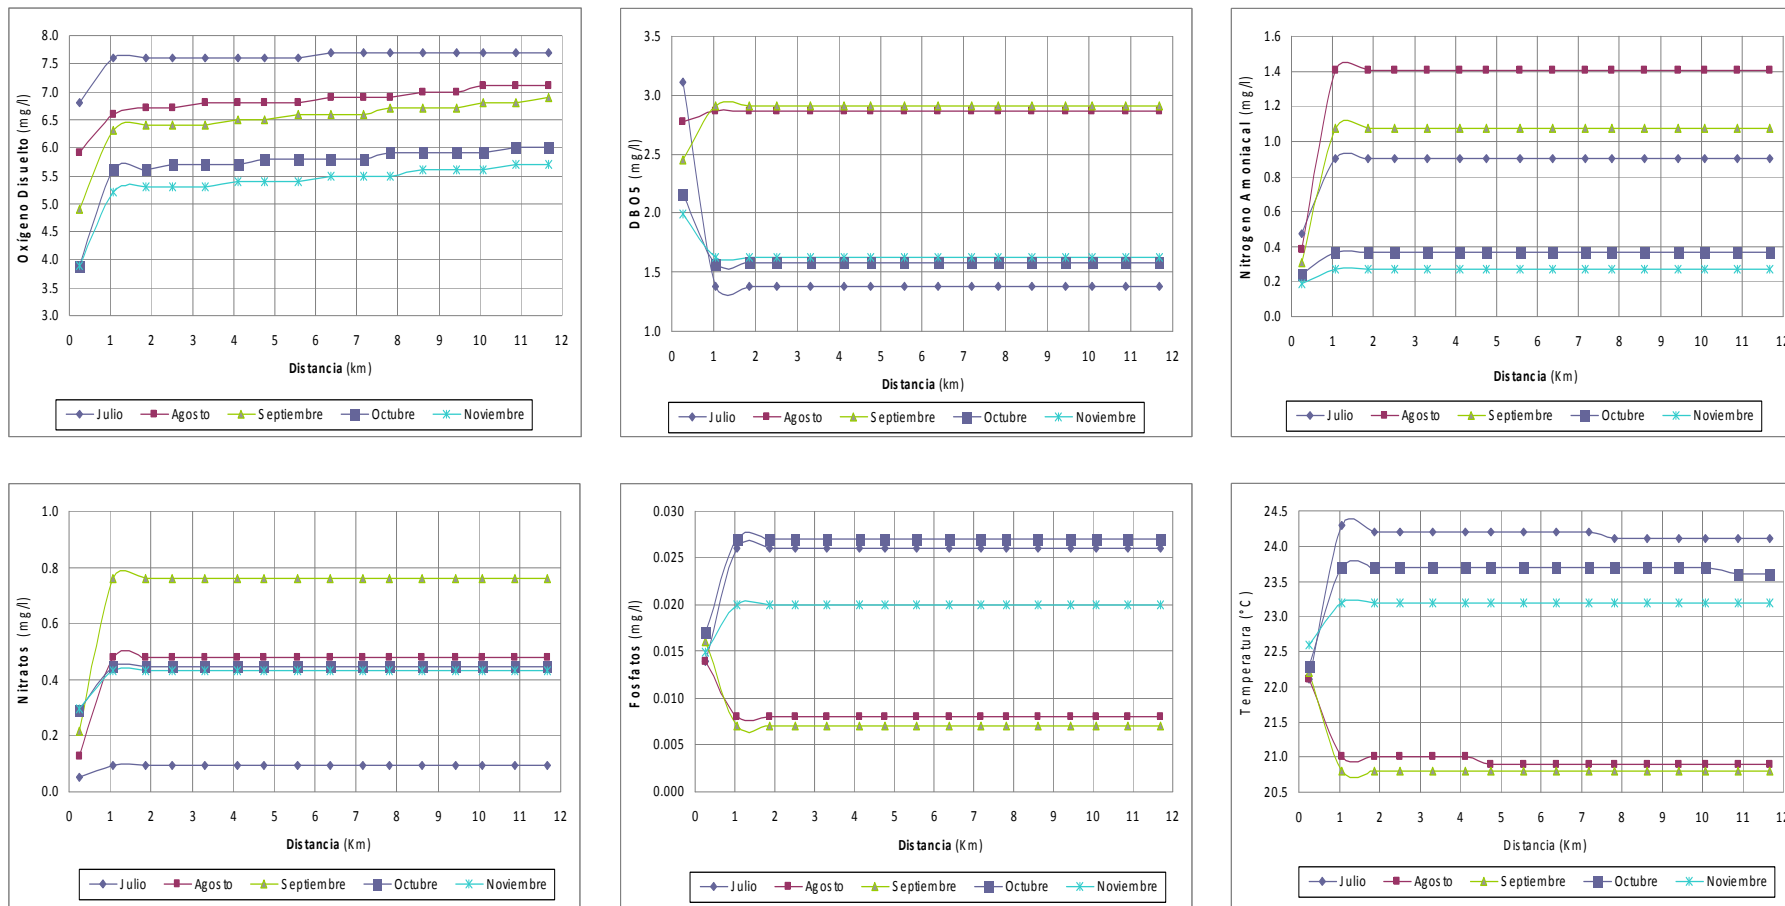 Oxígeno Disuelto (mg/l)
8.0
7.5
7.0
6.5
6.0
5.5
5.0
4.5
4.0
3.5
3.0
0 1 2 3 4 5 6 7 8 9 10 11 12
Distancia (km)
Julio Agosto Septiembre Octubre Noviembre
DBO5 (mg/l)
3.5
3.0
2.5
2.0
1.5
1.0
0 1 2 3 4 5 6 7 8 9 10 11 12
Distancia (km)
Julio Agosto Septiembre Octubre Noviembre
Nitrogeno Amoniacal (mg/l)
1.6
1.4
1.2
1.0
0.8
0.6
0.4
0.2
0.0
0 1 2 3 4 5 6 7 8 9 10 11 12
Distancia (Km)
Julio Agosto Septiembre Octubre Noviembre
Nitratos (mg/l)
1.0
0.8
0.6
0.4
0.2
0.0
0 1 2 3 4 5 6 7 8 9 10 11 12
Distancia (Km)
Julio Agosto Septiembre Octubre Noviembre
Fosfatos (mg/l)
0.030
0.025
0.020
0.015
0.010
0.005
0.000
0 1 2 3 4 5 6 7 8 9 10 11 12
Distancia (Km)
Julio Agosto Septiembre Octubre Noviembre
Temperatura (°C)
24.5
24.0
23.5
23.0
22.5
22.0
21.5
21.0
20.5
0 1 2 3 4 5 6 7 8 9 10 11 12
Distancia (Km)
Julio Agosto Septiembre Octubre Noviembre